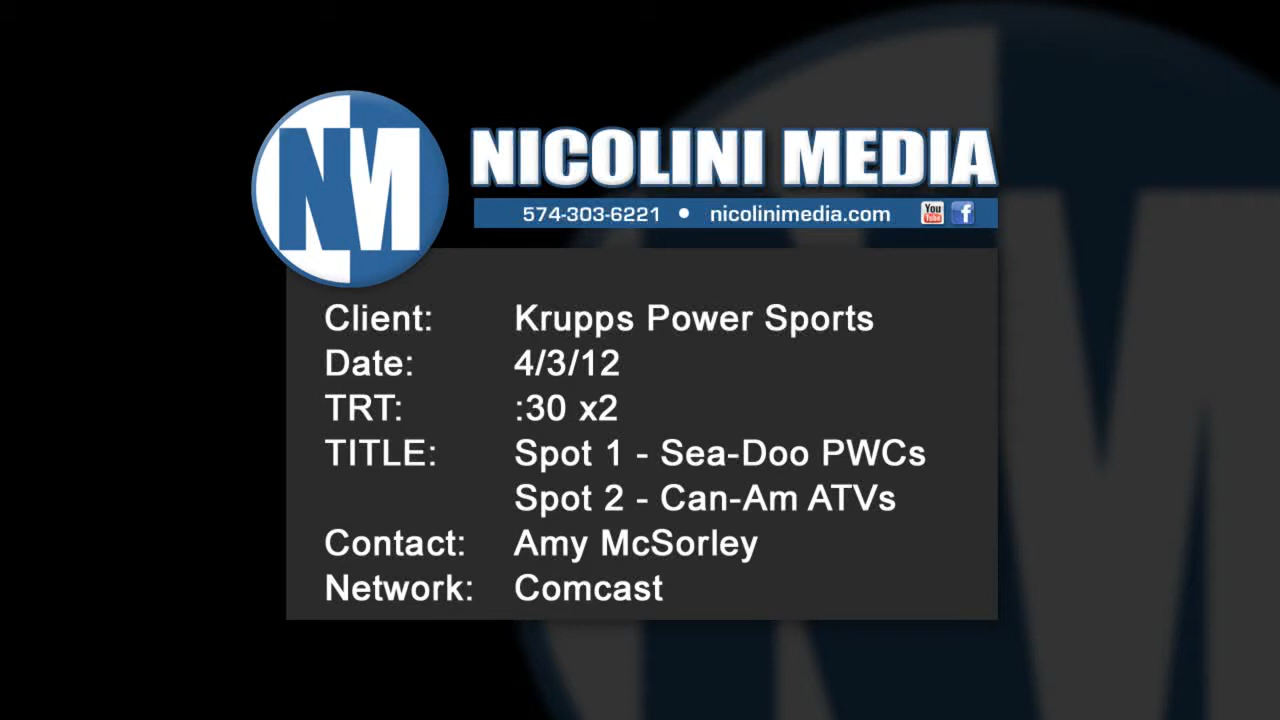 NM
NICOLINI MEDIA
574-303-6221 • nicolinimedia.com You Tube f
Client: Krupps Power Sports
Date: 4/3/12
TRT: :30 x2
TITLE: Spot 1 - Sea-Doo PWCs
Spot 2 - Can-Am ATVs
Contact: Amy McSorley
Network: Comcast